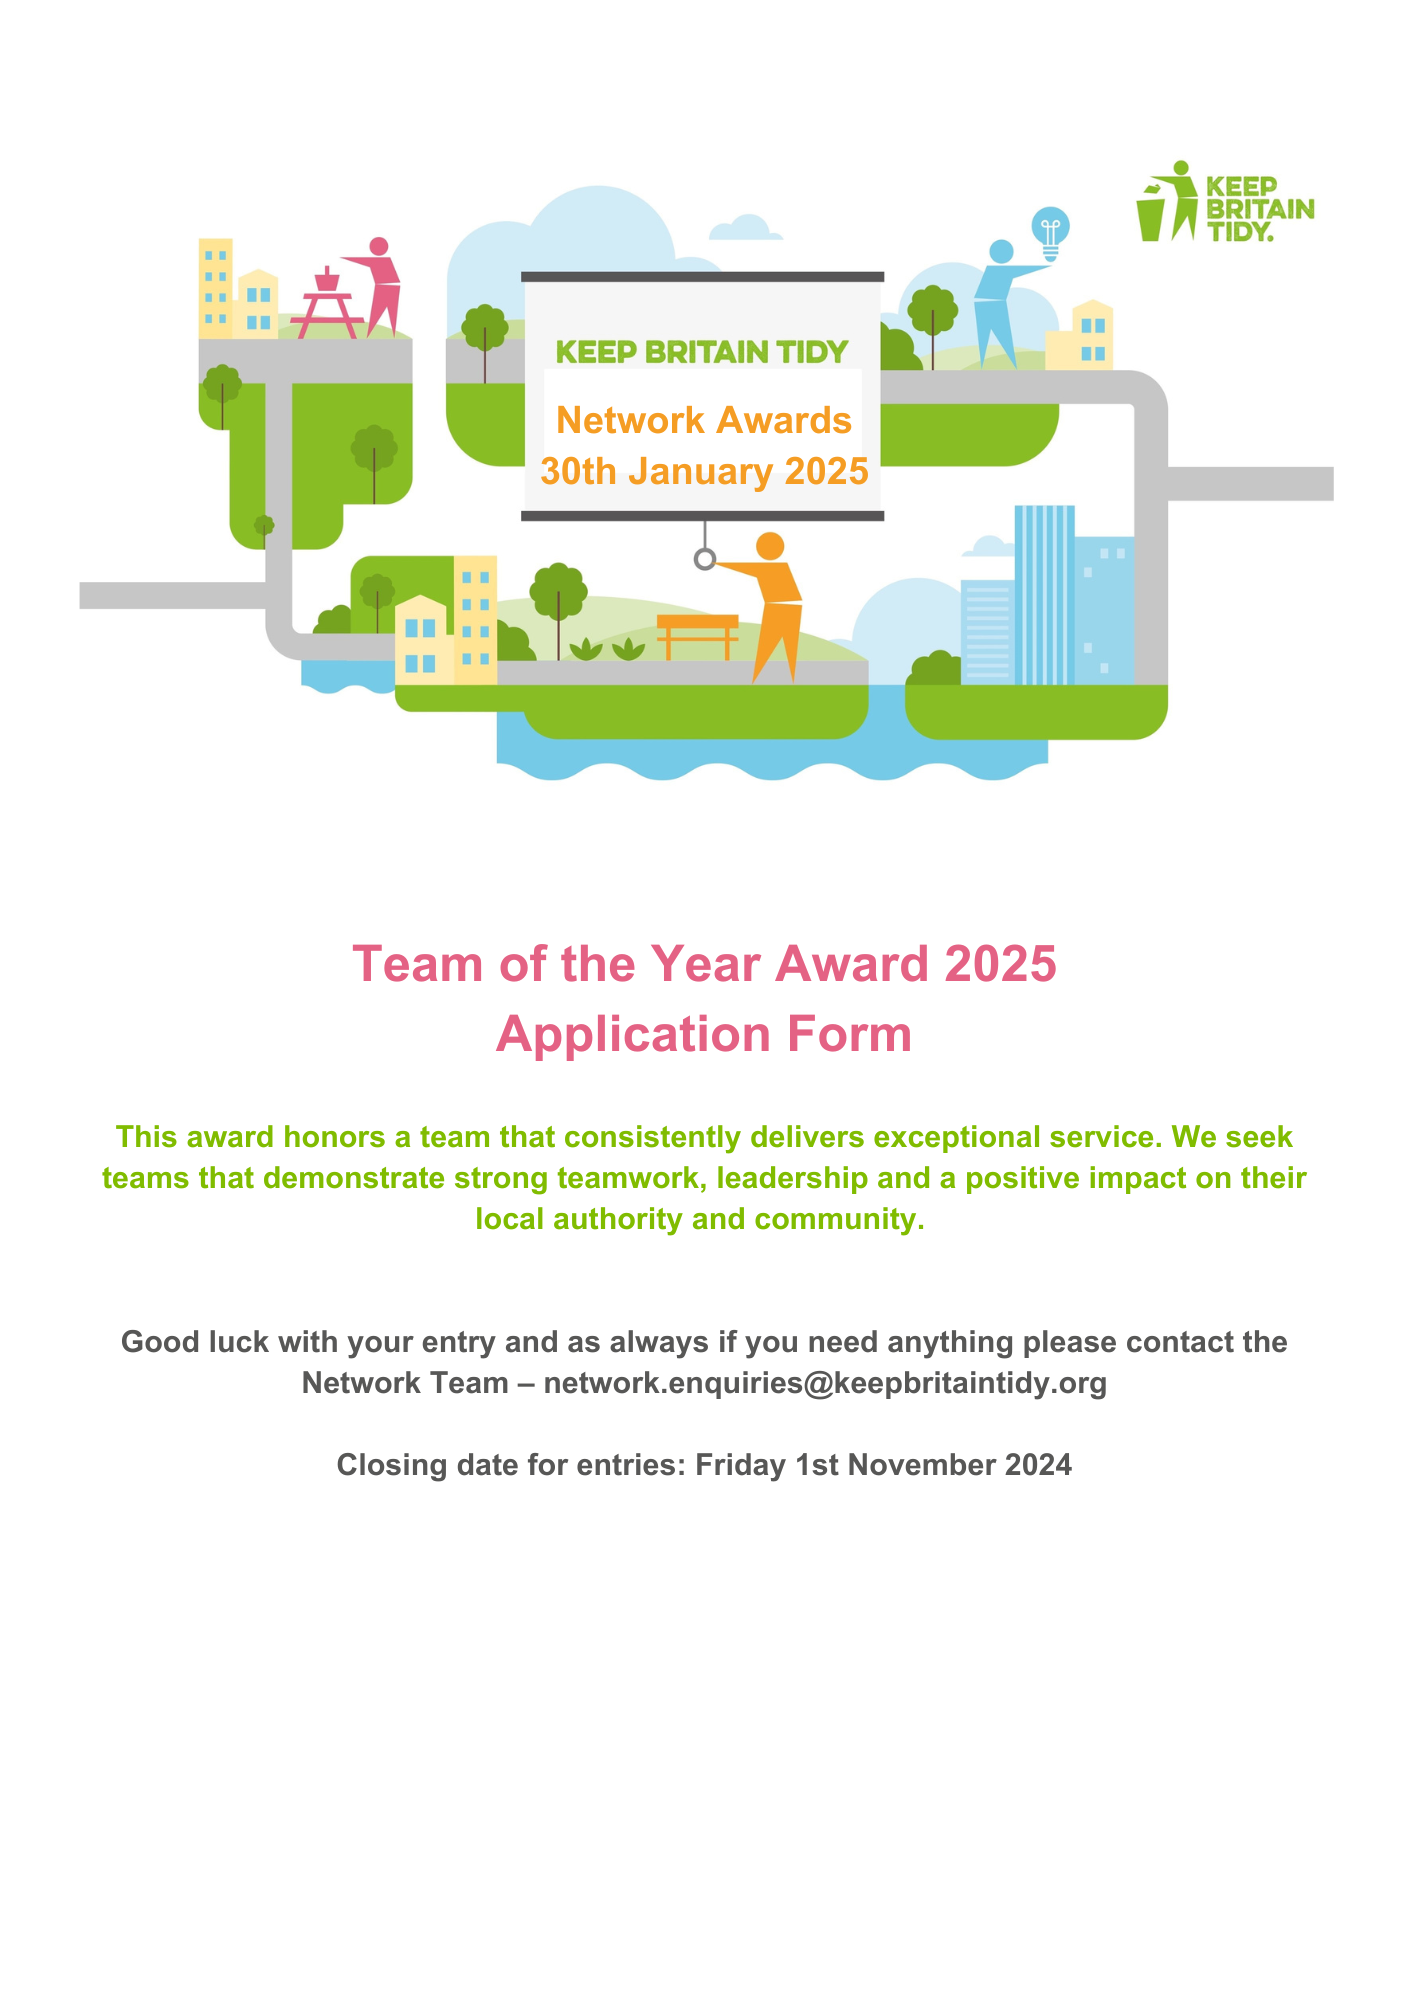 KEEP
BRITAIN
TIDY.
KEEP BRITAIN TIDY
Network Awards
30th January 2025
Team of the Year Award 2025
Application Form
This award honors a team that consistently delivers exceptional service. We seek
teams that demonstrate strong teamwork, leadership and a positive impact on their
local authority and community.
Good luck with your entry and as always if you need anything please contact the
Network Team – network.enquiries@keepbritaintidy.org
Closing date for entries: Friday 1st November 2024